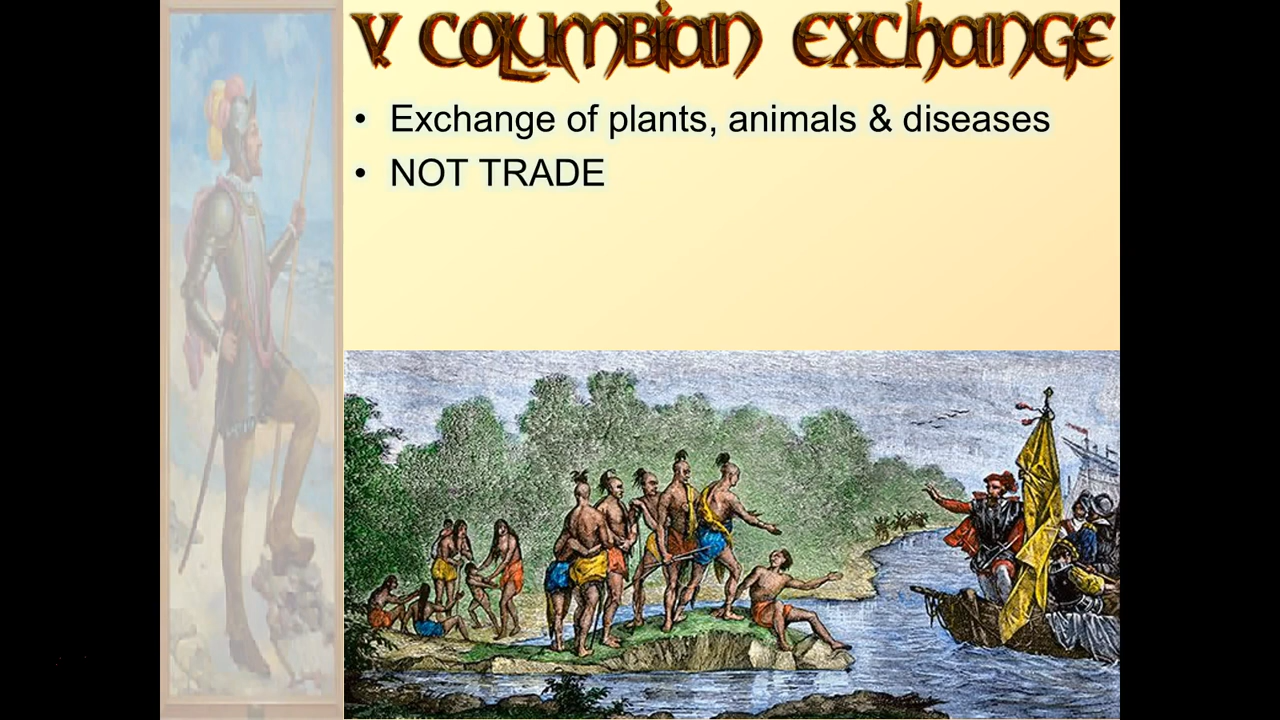 V. Columbian Exchange
• Exchange of plants, animals & diseases
• NOT TRADE